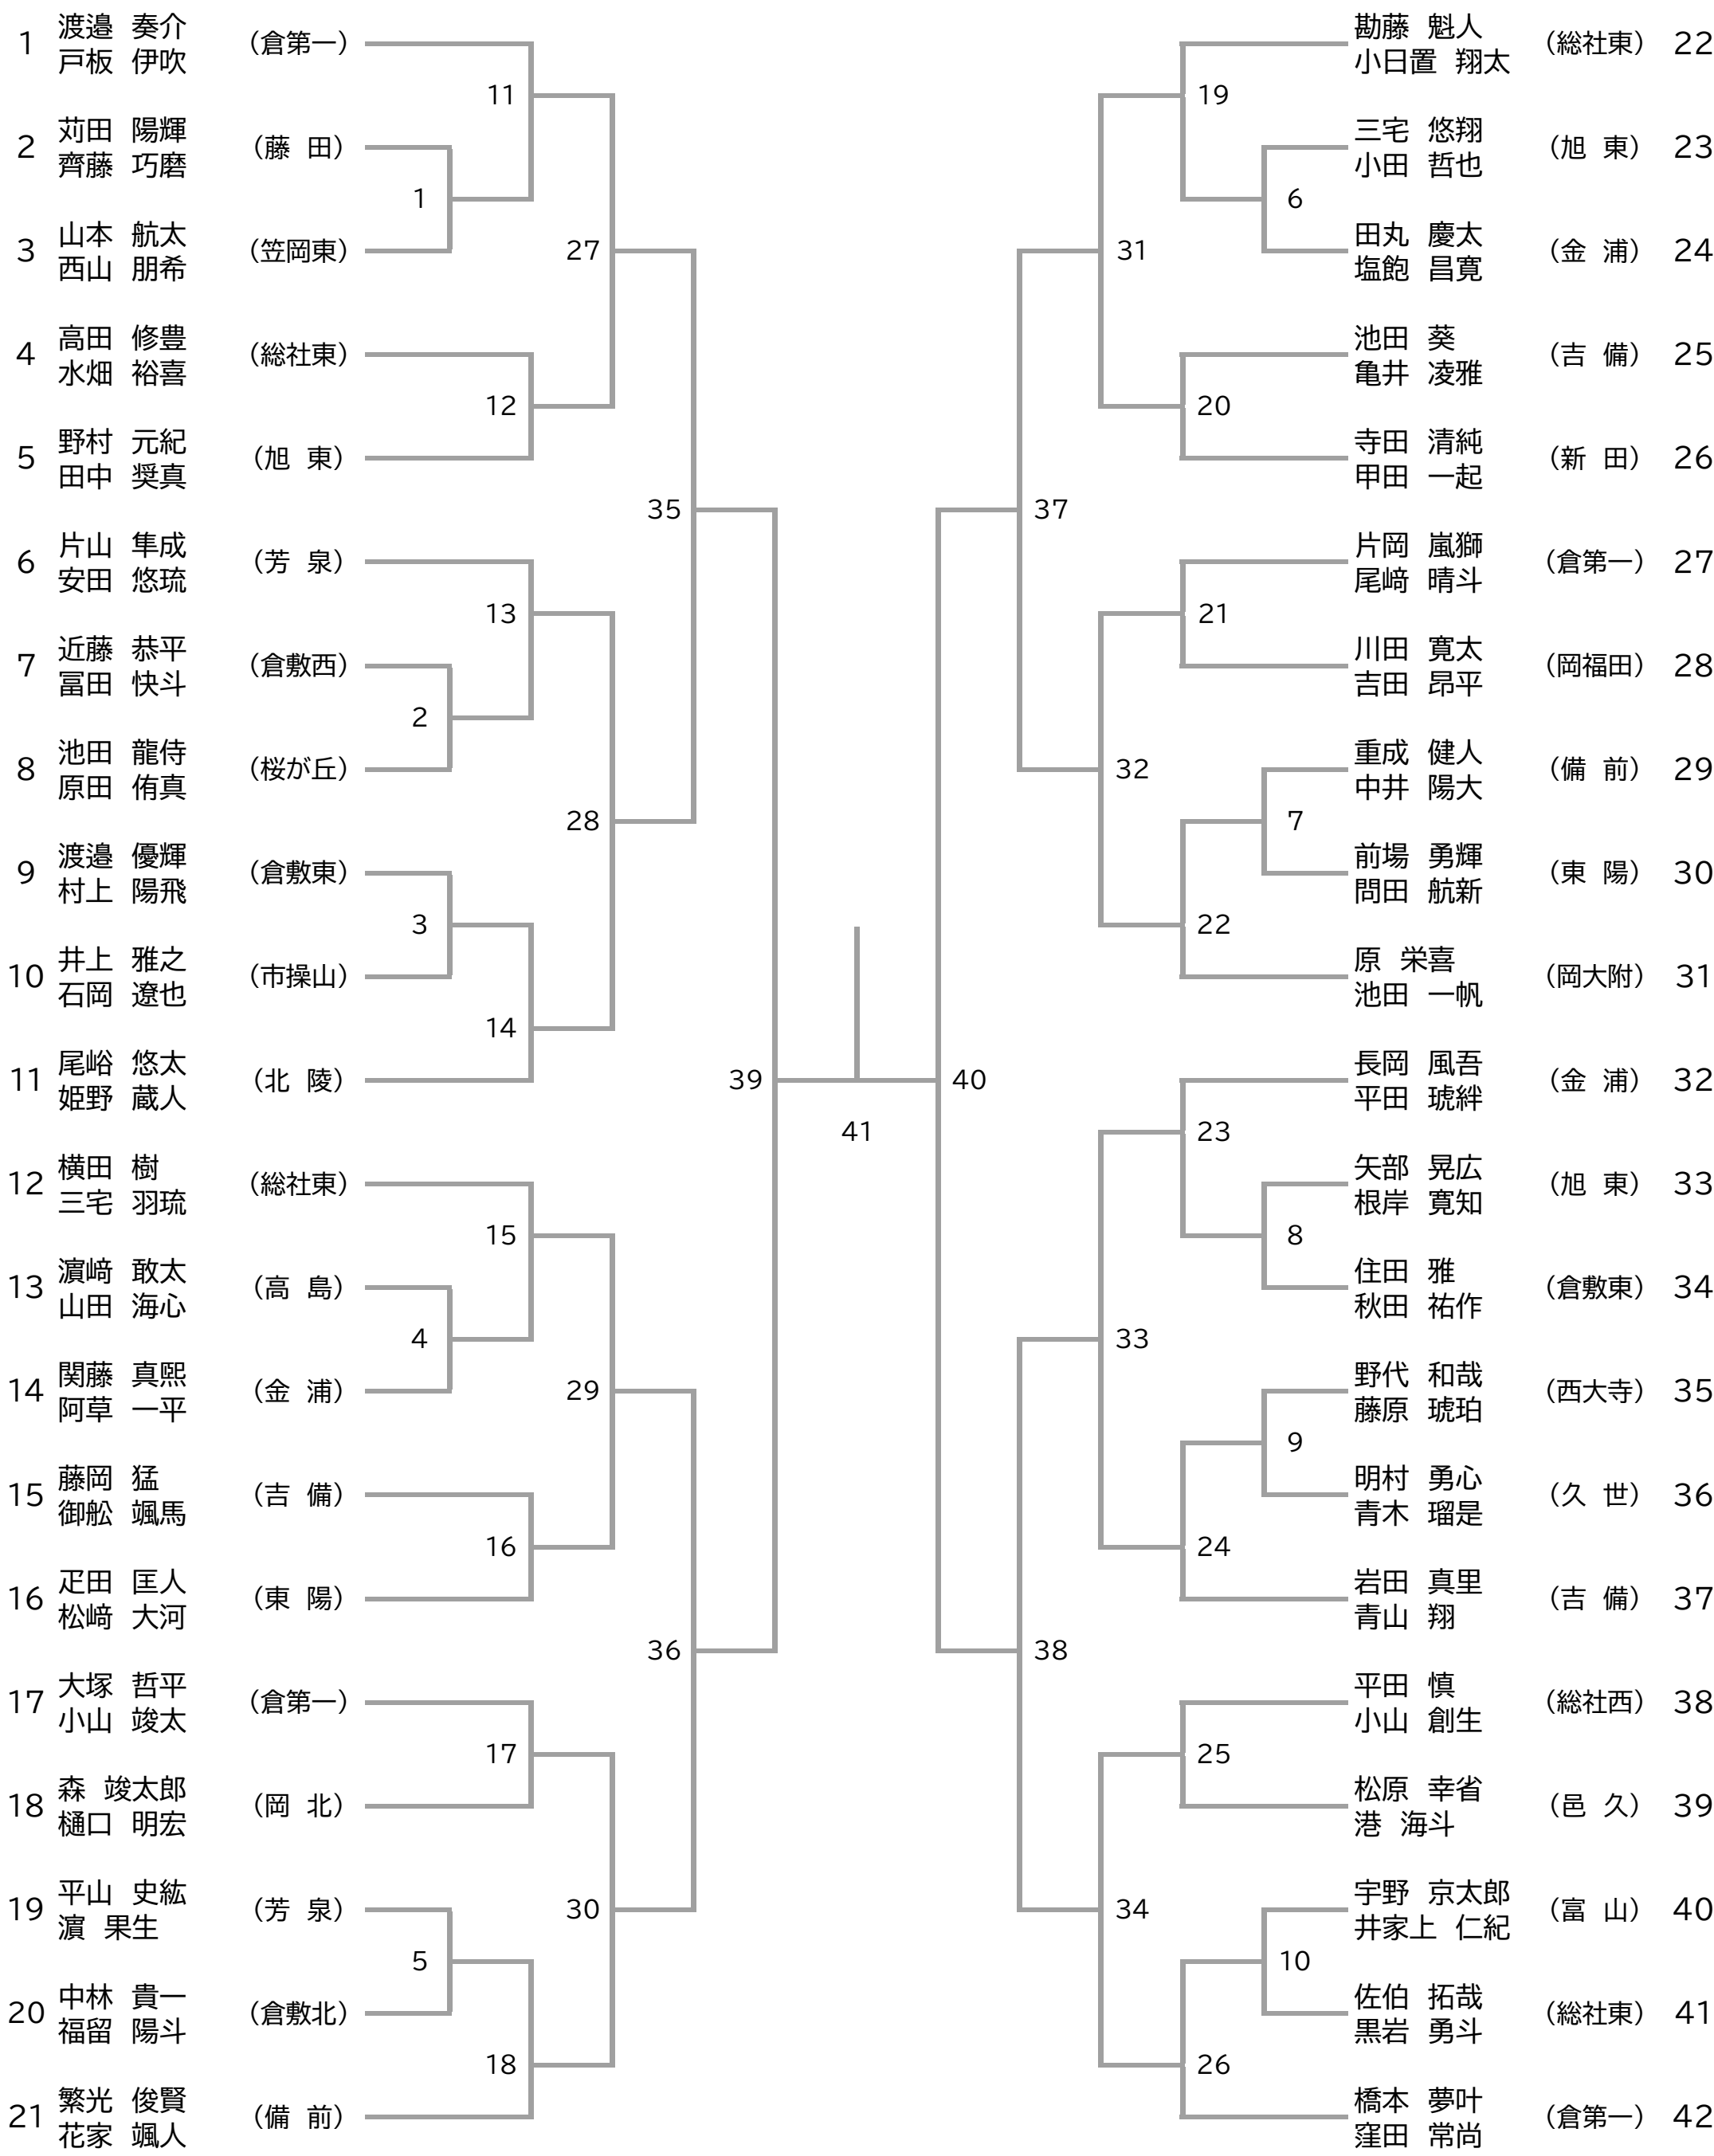 1 渡邉 奏介 (倉第一)
戸板 伊吹
2 苅田 陽輝 (藤 田)
齊藤 巧磨
1
3 山本 航太 (笠岡東)
西山 朋希
11
4 高田 修豊 (総社東)
水畑 裕喜
27
12
5 野村 元紀 (旭 東)
田中 奨真
35
6 片山 隼成 (芳 泉)
安田 悠琉
13
7 近藤 恭平 (倉敷西)
冨田 快斗
2
8 池田 龍侍 (桜が丘)
原田 侑真
28
9 渡邉 優輝 (倉敷東)
村上 陽飛
3
10 井上 雅之 (市操山)
石岡 遼也
14
11 尾峪 悠太 (北 陵)
姫野 蔵人
39
12 横田 樹 (総社東)
三宅 羽琉
15
13 濵﨑 敢太 (高 島)
山田 海心
4
14 関藤 真熙 (金 浦)
阿草 一平
29
15 藤岡 猛 (吉 備)
御舩 颯馬
16
16 疋田 匡人 (東 陽)
松﨑 大河
36
17 大塚 哲平 (倉第一)
小山 竣太
17
18 森 竣太郎 (岡 北)
樋口 明宏
30
19 平山 史紘 (芳 泉)
濵 果生
5
20 中林 貴一 (倉敷北)
福留 陽斗
18
21 繁光 俊賢 (備 前)
花家 颯人
41
勘藤 魁人 (総社東) 22
小日置 翔太
19
三宅 悠翔 (旭 東) 23
小田 哲也
6
田丸 慶太 (金 浦) 24
塩飽 昌寛
31
池田 葵 (吉 備) 25
亀井 凌雅
20
寺田 清純 (新 田) 26
甲田 一起
37
片岡 嵐獅 (倉第一) 27
尾﨑 晴斗
21
川田 寛太 (岡福田) 28
吉田 昂平
32
重成 健人 (備 前) 29
中井 陽大
7
前場 勇輝 (東 陽) 30
問田 航新
22
原 栄喜 (岡大附) 31
池田 一帆
40
長岡 風吾 (金 浦) 32
平田 琥絆
23
矢部 晃広 (旭 東) 33
根岸 寛知
8
住田 雅 (倉敷東) 34
秋田 祐作
33
野代 和哉 (西大寺) 35
藤原 琥珀
9
明村 勇心 (久 世) 36
青木 瑠是
24
岩田 真里 (吉 備) 37
青山 翔
38
平田 慎 (総社西) 38
小山 創生
25
松原 幸省 (邑 久) 39
港 海斗
34
宇野 京太郎 (富 山) 40
井家上 仁紀
10
佐伯 拓哉 (総社東) 41
黒岩 勇斗
26
橋本 夢叶 (倉第一) 42
窪田 常尚